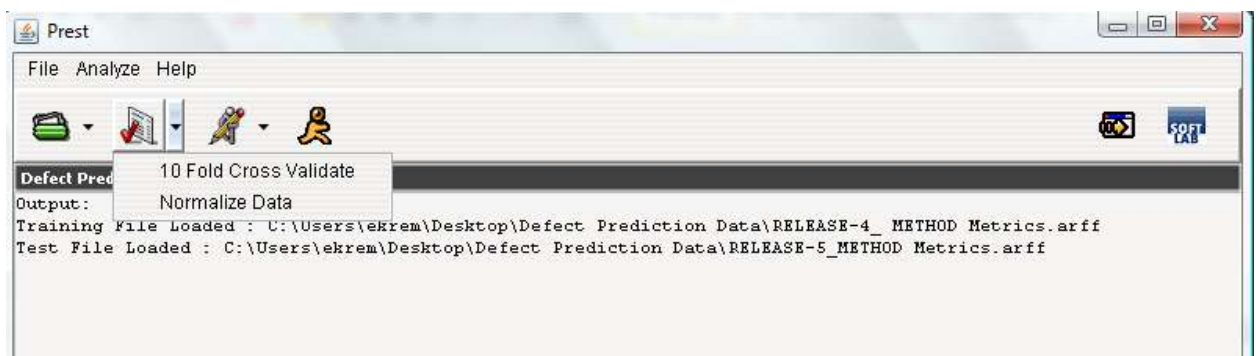 Prest
File Analyze Help
SOFT
LAB
10 Fold Cross Validate
Normalize Data
Defect Pred
Output:
Training File Loaded : C:\Users\ekrem\Desktop\Defect Prediction Data\RELEASE-4_ METHOD Metrics.arff
Test File Loaded : C:\Users\ekrem\Desktop\Defect Prediction Data\RELEASE-5_METHOD Metrics.arff